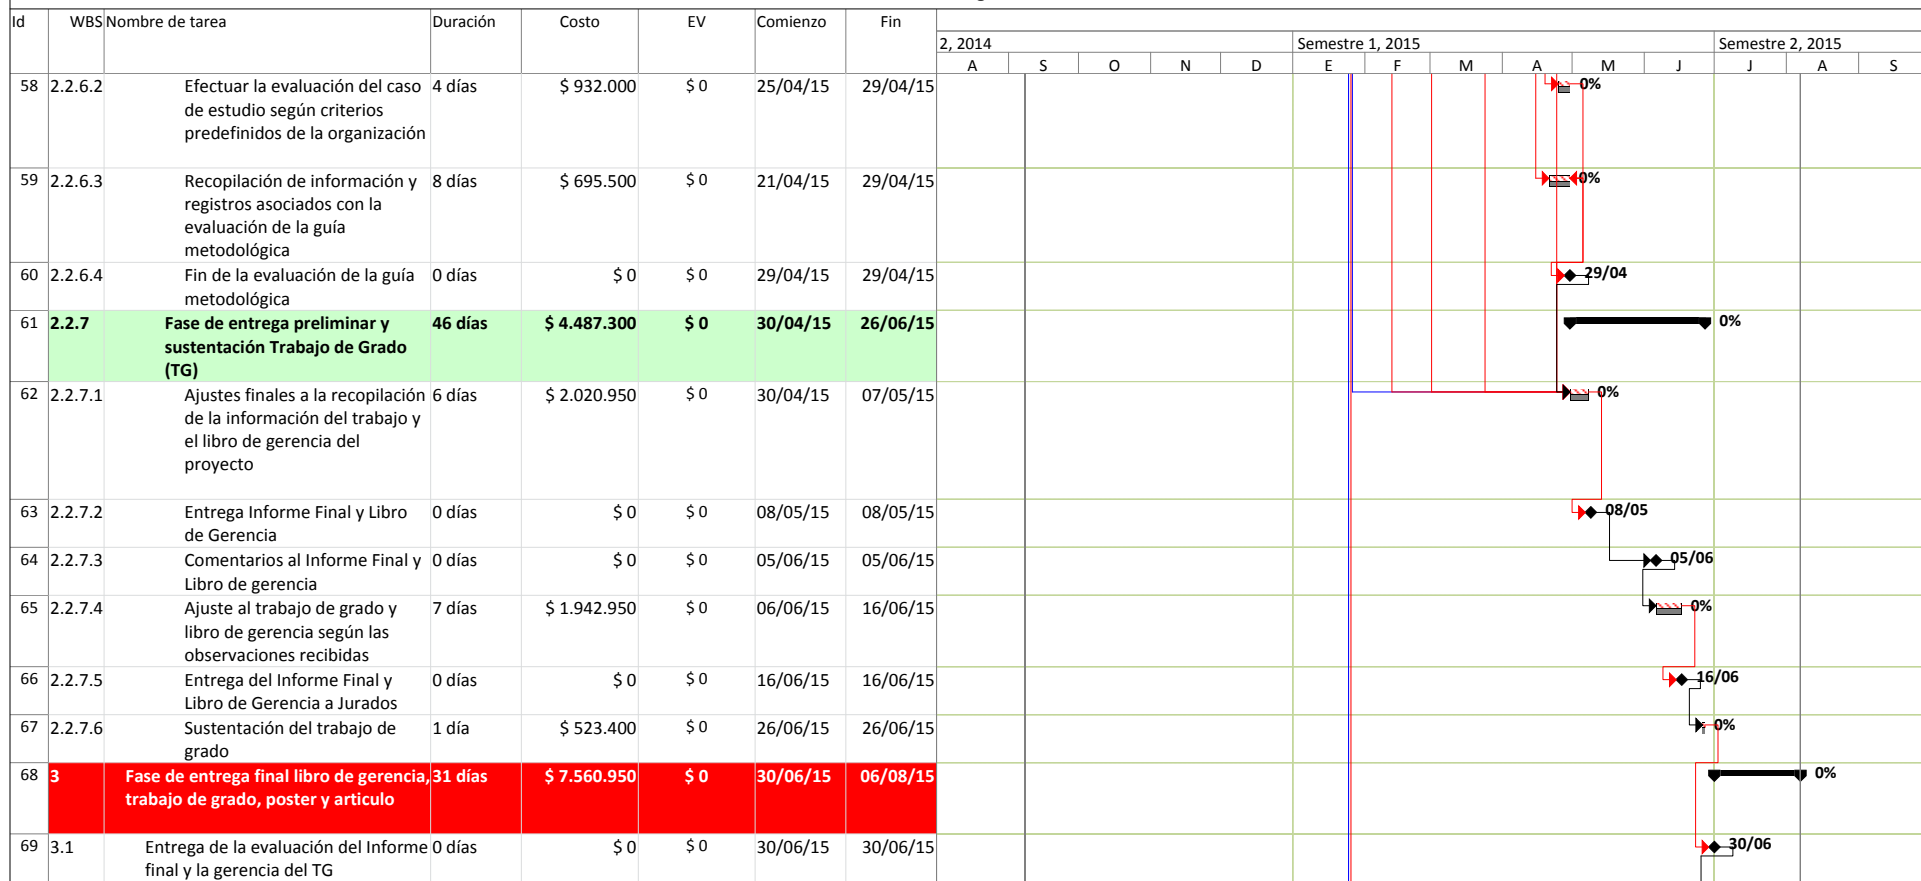 Id WBS Nombre de tarea Duración Costo EV Comienzo Fin
2, 2014 Semestre 1, 2015 Semestre 2, 2015
A S O N D E F M A M J J A S
58 2.2.6.2 Efectuar la evaluación del caso 4 días $ 932.000 $ 0 25/04/15 29/04/15 0%
de estudio según criterios
predefinidos de la organización
59 2.2.6.3 Recopilación de información y 8 días $ 695.500 $ 0 21/04/15 29/04/15 0%
registros asociados con la
evaluación de la guía
metodológica
60 2.2.6.4 Fin de la evaluación de la guía 0 días $ 0 $ 0 29/04/15 29/04/15 29/04
metodológica
61 2.2.7 Fase de entrega preliminar y 46 días $ 4.487.300 $ 0 30/04/15 26/06/15 0%
sustentación Trabajo de Grado
(TG)
62 2.2.7.1 Ajustes finales a la recopilación 6 días $ 2.020.950 $ 0 30/04/15 07/05/15 0%
de la información del trabajo y
el libro de gerencia del
proyecto
63 2.2.7.2 Entrega Informe Final y Libro 0 días $ 0 $ 0 08/05/15 08/05/15 08/05
de Gerencia
64 2.2.7.3 Comentarios al Informe Final y 0 días $ 0 $ 0 05/06/15 05/06/15 05/06
Libro de gerencia
65 2.2.7.4 Ajuste al trabajo de grado y 7 días $ 1.942.950 $ 0 06/06/15 16/06/15 0%
libro de gerencia según las
observaciones recibidas
66 2.2.7.5 Entrega del Informe Final y 0 días $ 0 $ 0 16/06/15 16/06/15 16/06
Libro de Gerencia a Jurados
67 2.2.7.6 Sustentación del trabajo de 1 día $ 523.400 $ 0 26/06/15 26/06/15 0%
grado
68 3 Fase de entrega final libro de gerencia, 31 días $ 7.560.950 $ 0 30/06/15 06/08/15 0%
trabajo de grado, poster y articulo
69 3.1 Entrega de la evaluación del Informe 0 días $ 0 $ 0 30/06/15 30/06/15 30/06
final y la gerencia del TG